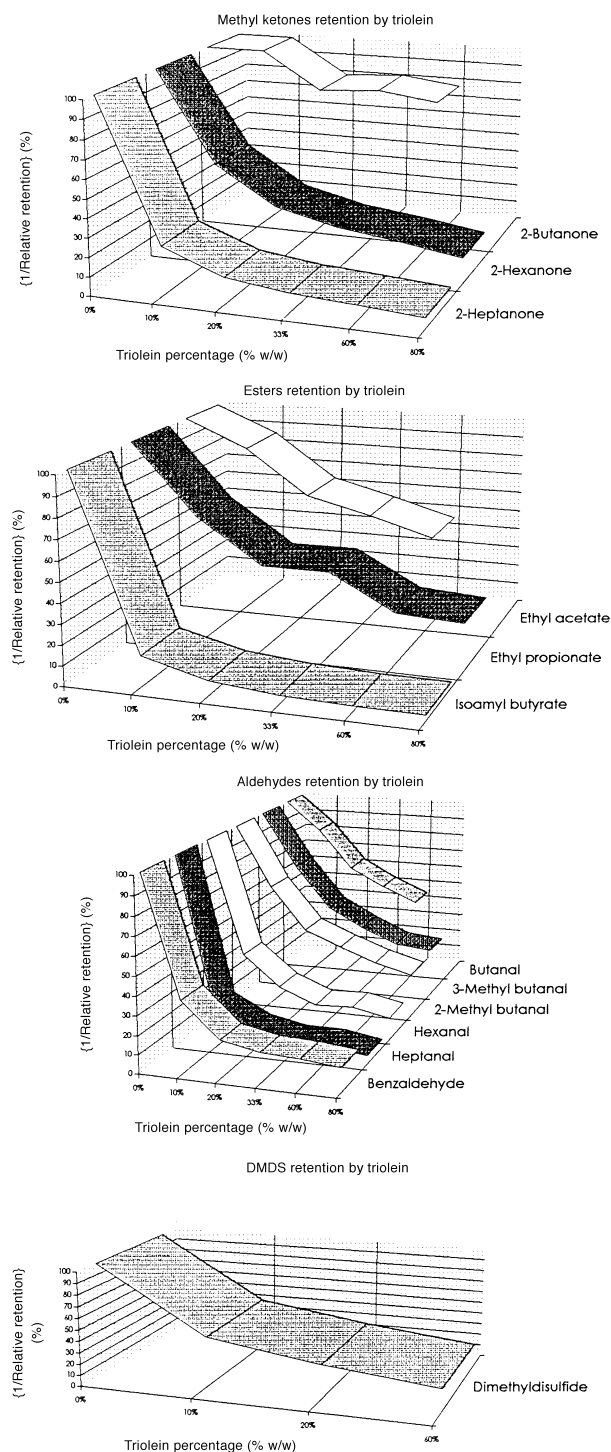 Methyl ketones retention by triolein
{1/Relative retention} (%)
100
90
80
70
60
50
40
30
20
10
0
0%
10%
20%
33%
60%
80%
2-Butanone
2-Hexanone
2-Heptanone
Triolein percentage (% w/w)
Esters retention by triolein
{1/Relative retention} (%)
100
90
80
70
60
50
40
30
20
10
0
0%
10%
20%
33%
60%
80%
Ethyl acetate
Ethyl propionate
Isoamyl butyrate
Triolein percentage (% w/w)
Aldehydes retention by triolein
{1/Relative retention} (%)
100
90
80
70
60
50
40
30
20
10
0
0%
10%
20%
33%
60%
80%
Butanal
3-Methyl butanal
2-Methyl butanal
Hexanal
Heptanal
Benzaldehyde
Triolein percentage (% w/w)
DMDS retention by triolein
{1/Relative retention}
(%)
100
90
80
70
60
50
40
30
20
10
0
0%
10%
20%
60%
Dimethyldisulfide
Triolein percentage (% w/w)